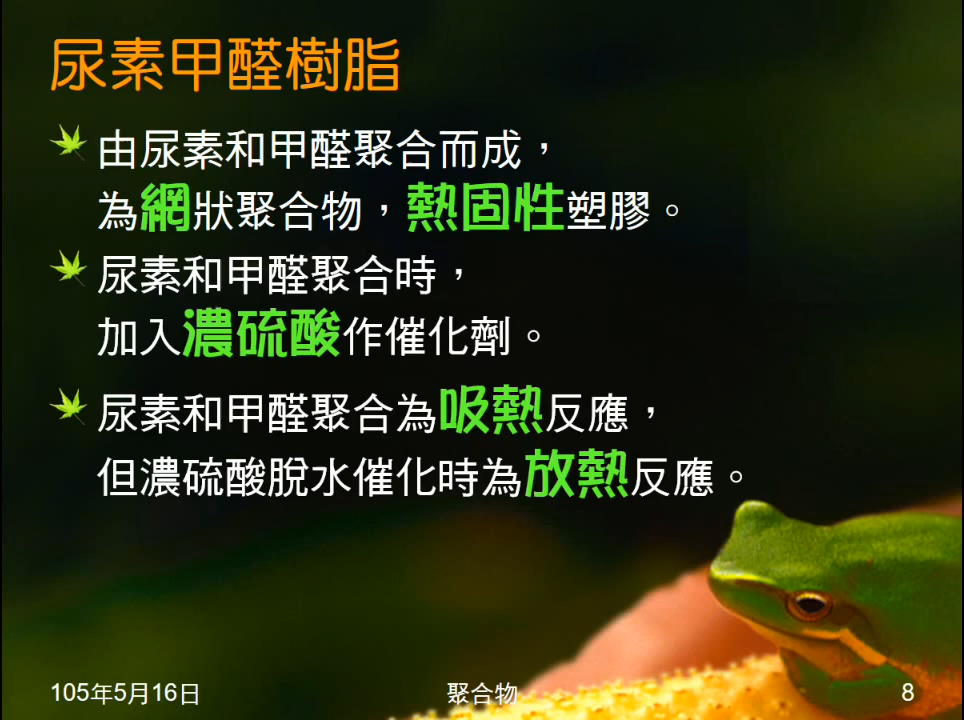 尿素甲醛樹脂
由尿素和甲醛聚合而成，
為網狀聚合物，熱固性塑膠。
尿素和甲醛聚合時，
加入濃硫酸作催化劑。
尿素和甲醛聚合為吸熱反應，
但濃硫酸脫水催化時為放熱反應。
105年5月16日
聚合物
8